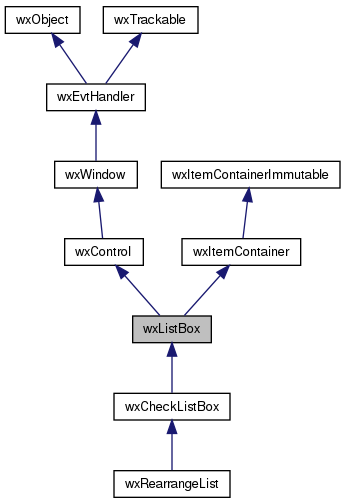 wxObject
wxTrackable
wxEvtHandler
wxWindow
wxItemContainerImmutable
wxControl
wxItemContainer
wxListBox
wxCheckListBox
wxRearrangeList